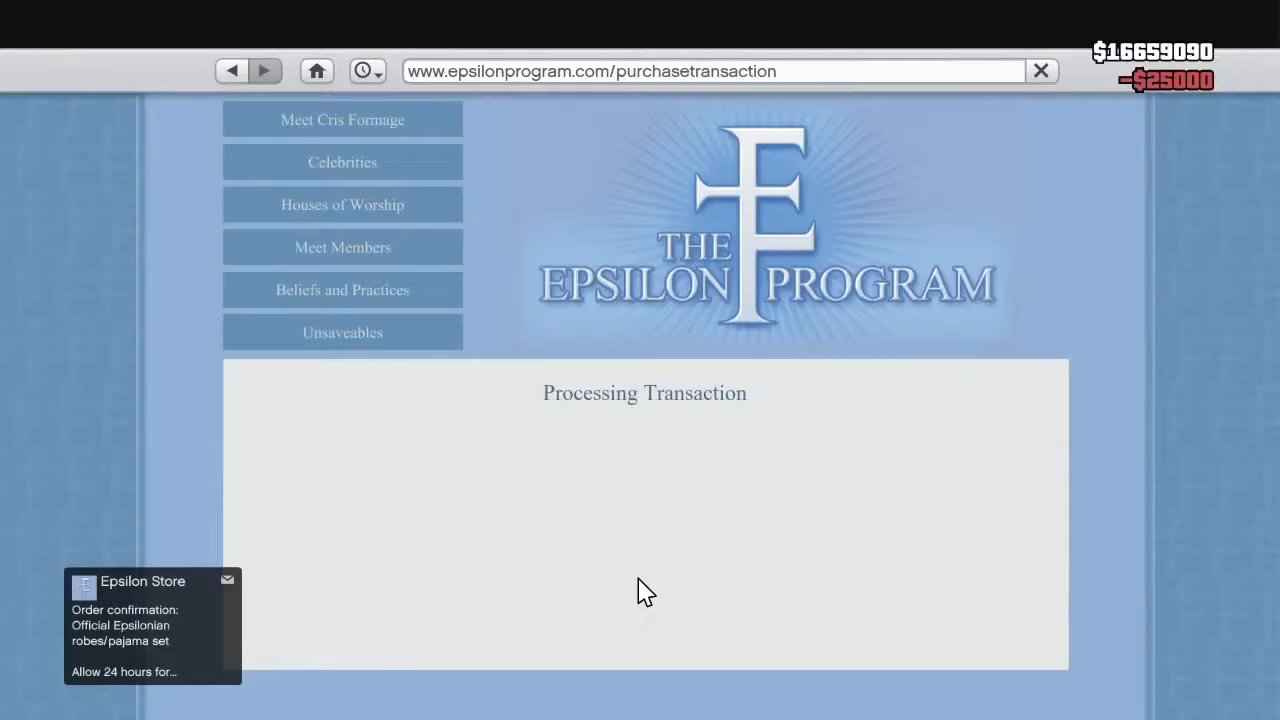 www.epsilonprogram.com/purchasetransaction
$16659090
-$25000
Meet Cris Formage
Celebrities
Houses of Worship
Meet Members
Beliefs and Practices
Unsaveables
THE
EPSILON PROGRAM
Processing Transaction
Epsilon Store
Order confirmation:
Official Epsilonian
robes/pajama set
Allow 24 hours for...